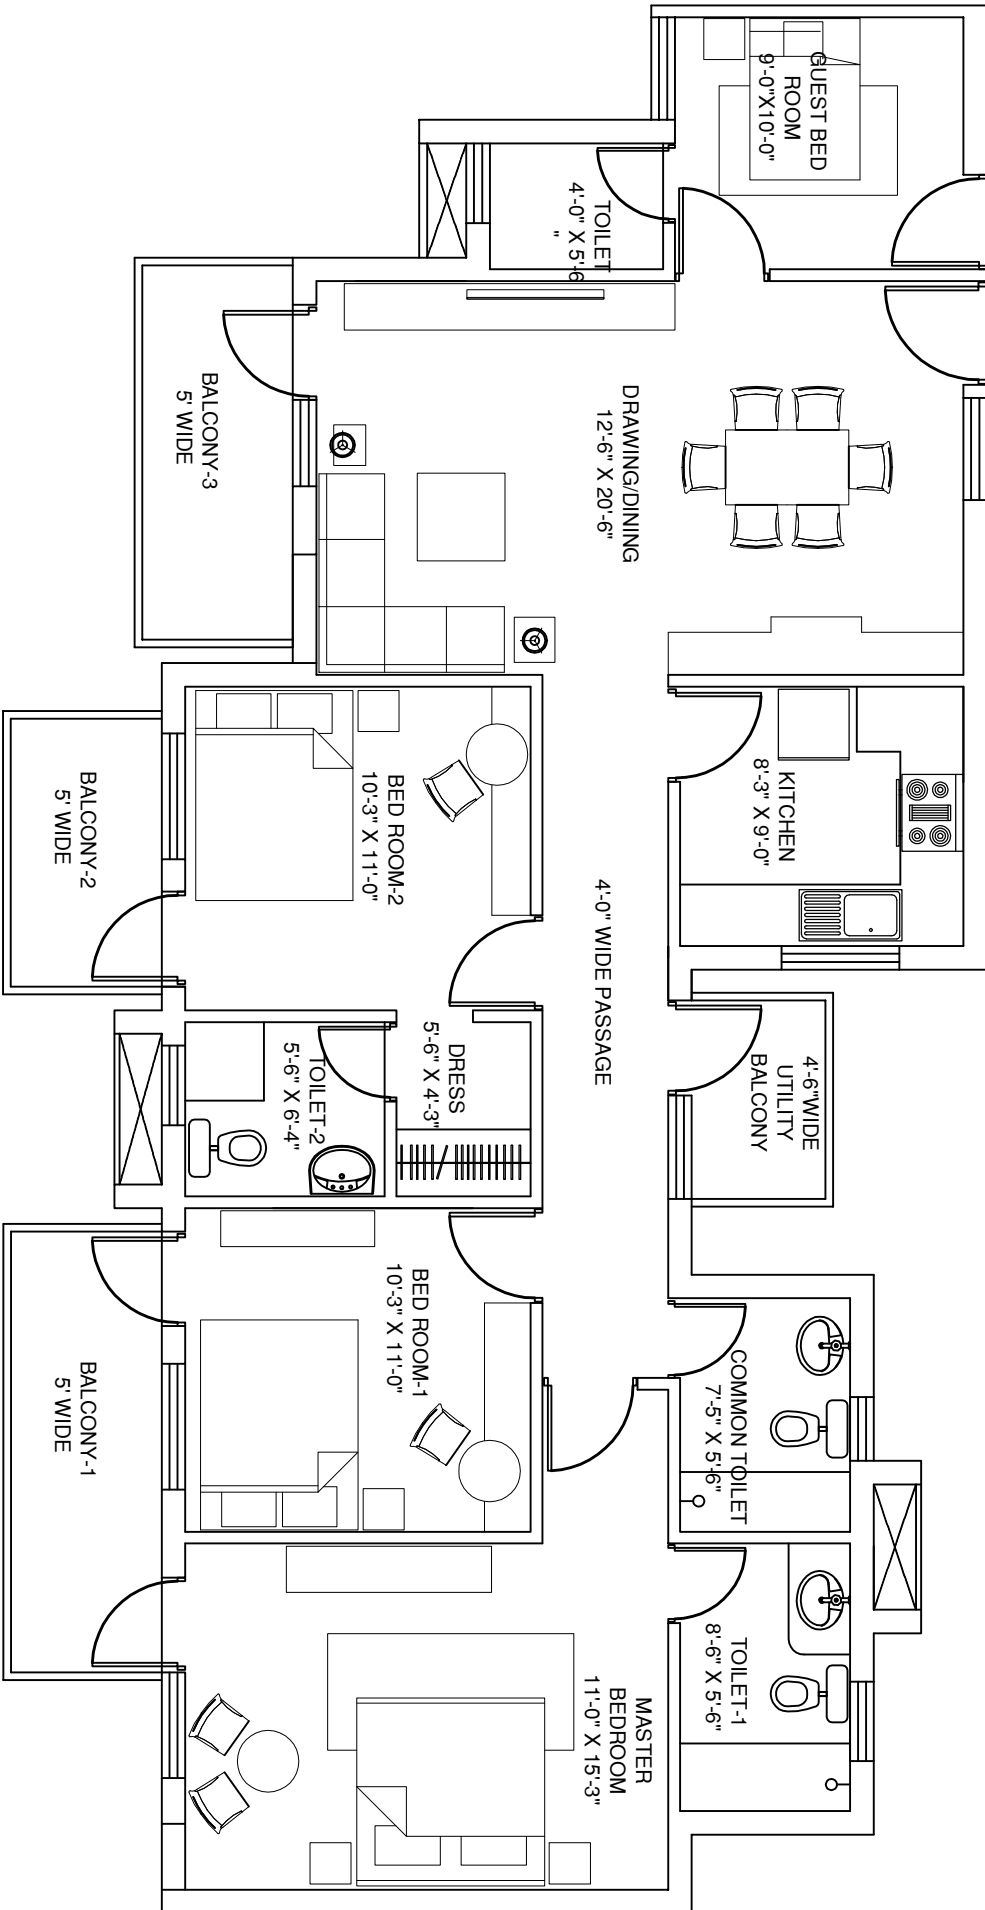 GUEST BED
ROOM
9'-0"X10'-0"
TOILET
4'-0" X 5'-6
"
BALCONY-3
5' WIDE
DRAWING/DINING
12'-6" X 20'-6"
KITCHEN
8'-3" X 9'-0"
BED ROOM-2
10'-3" X 11'-0"
BALCONY-2
5' WIDE
4'-0" WIDE PASSAGE
4'-6"WIDE
UTILITY
BALCONY
DRESS
5'-6" X 4'-3"
TOILET-2
5'-6" X 6'-4"
BED ROOM-1
10'-3" X 11'-0"
BALCONY-1
5' WIDE
COMMON TOILET
7'-5" X 5'-6"
TOILET-1
8'-6" X 5'-6"
MASTER
BEDROOM
11'-0" X 15'-3"